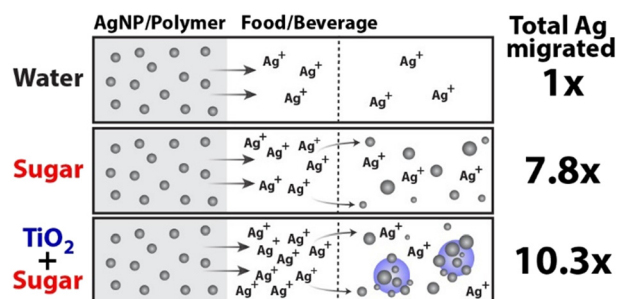 AgNP/Polymer Food/Beverage Total Ag
migrated
Water Ag⁺ Ag⁺ Ag⁺ Ag⁺ Ag⁺ Ag⁺ 1x
Sugar Ag⁺ Ag⁺ Ag⁺ Ag⁺ Ag⁺ Ag⁺ Ag⁺ Ag⁺ Ag⁺ 7.8x
TiO₂ Ag⁺ Ag⁺ Ag⁺ Ag⁺
+ Ag⁺ Ag⁺ Ag⁺ Ag⁺ 10.3x
Sugar Ag⁺ Ag⁺ Ag⁺ Ag⁺